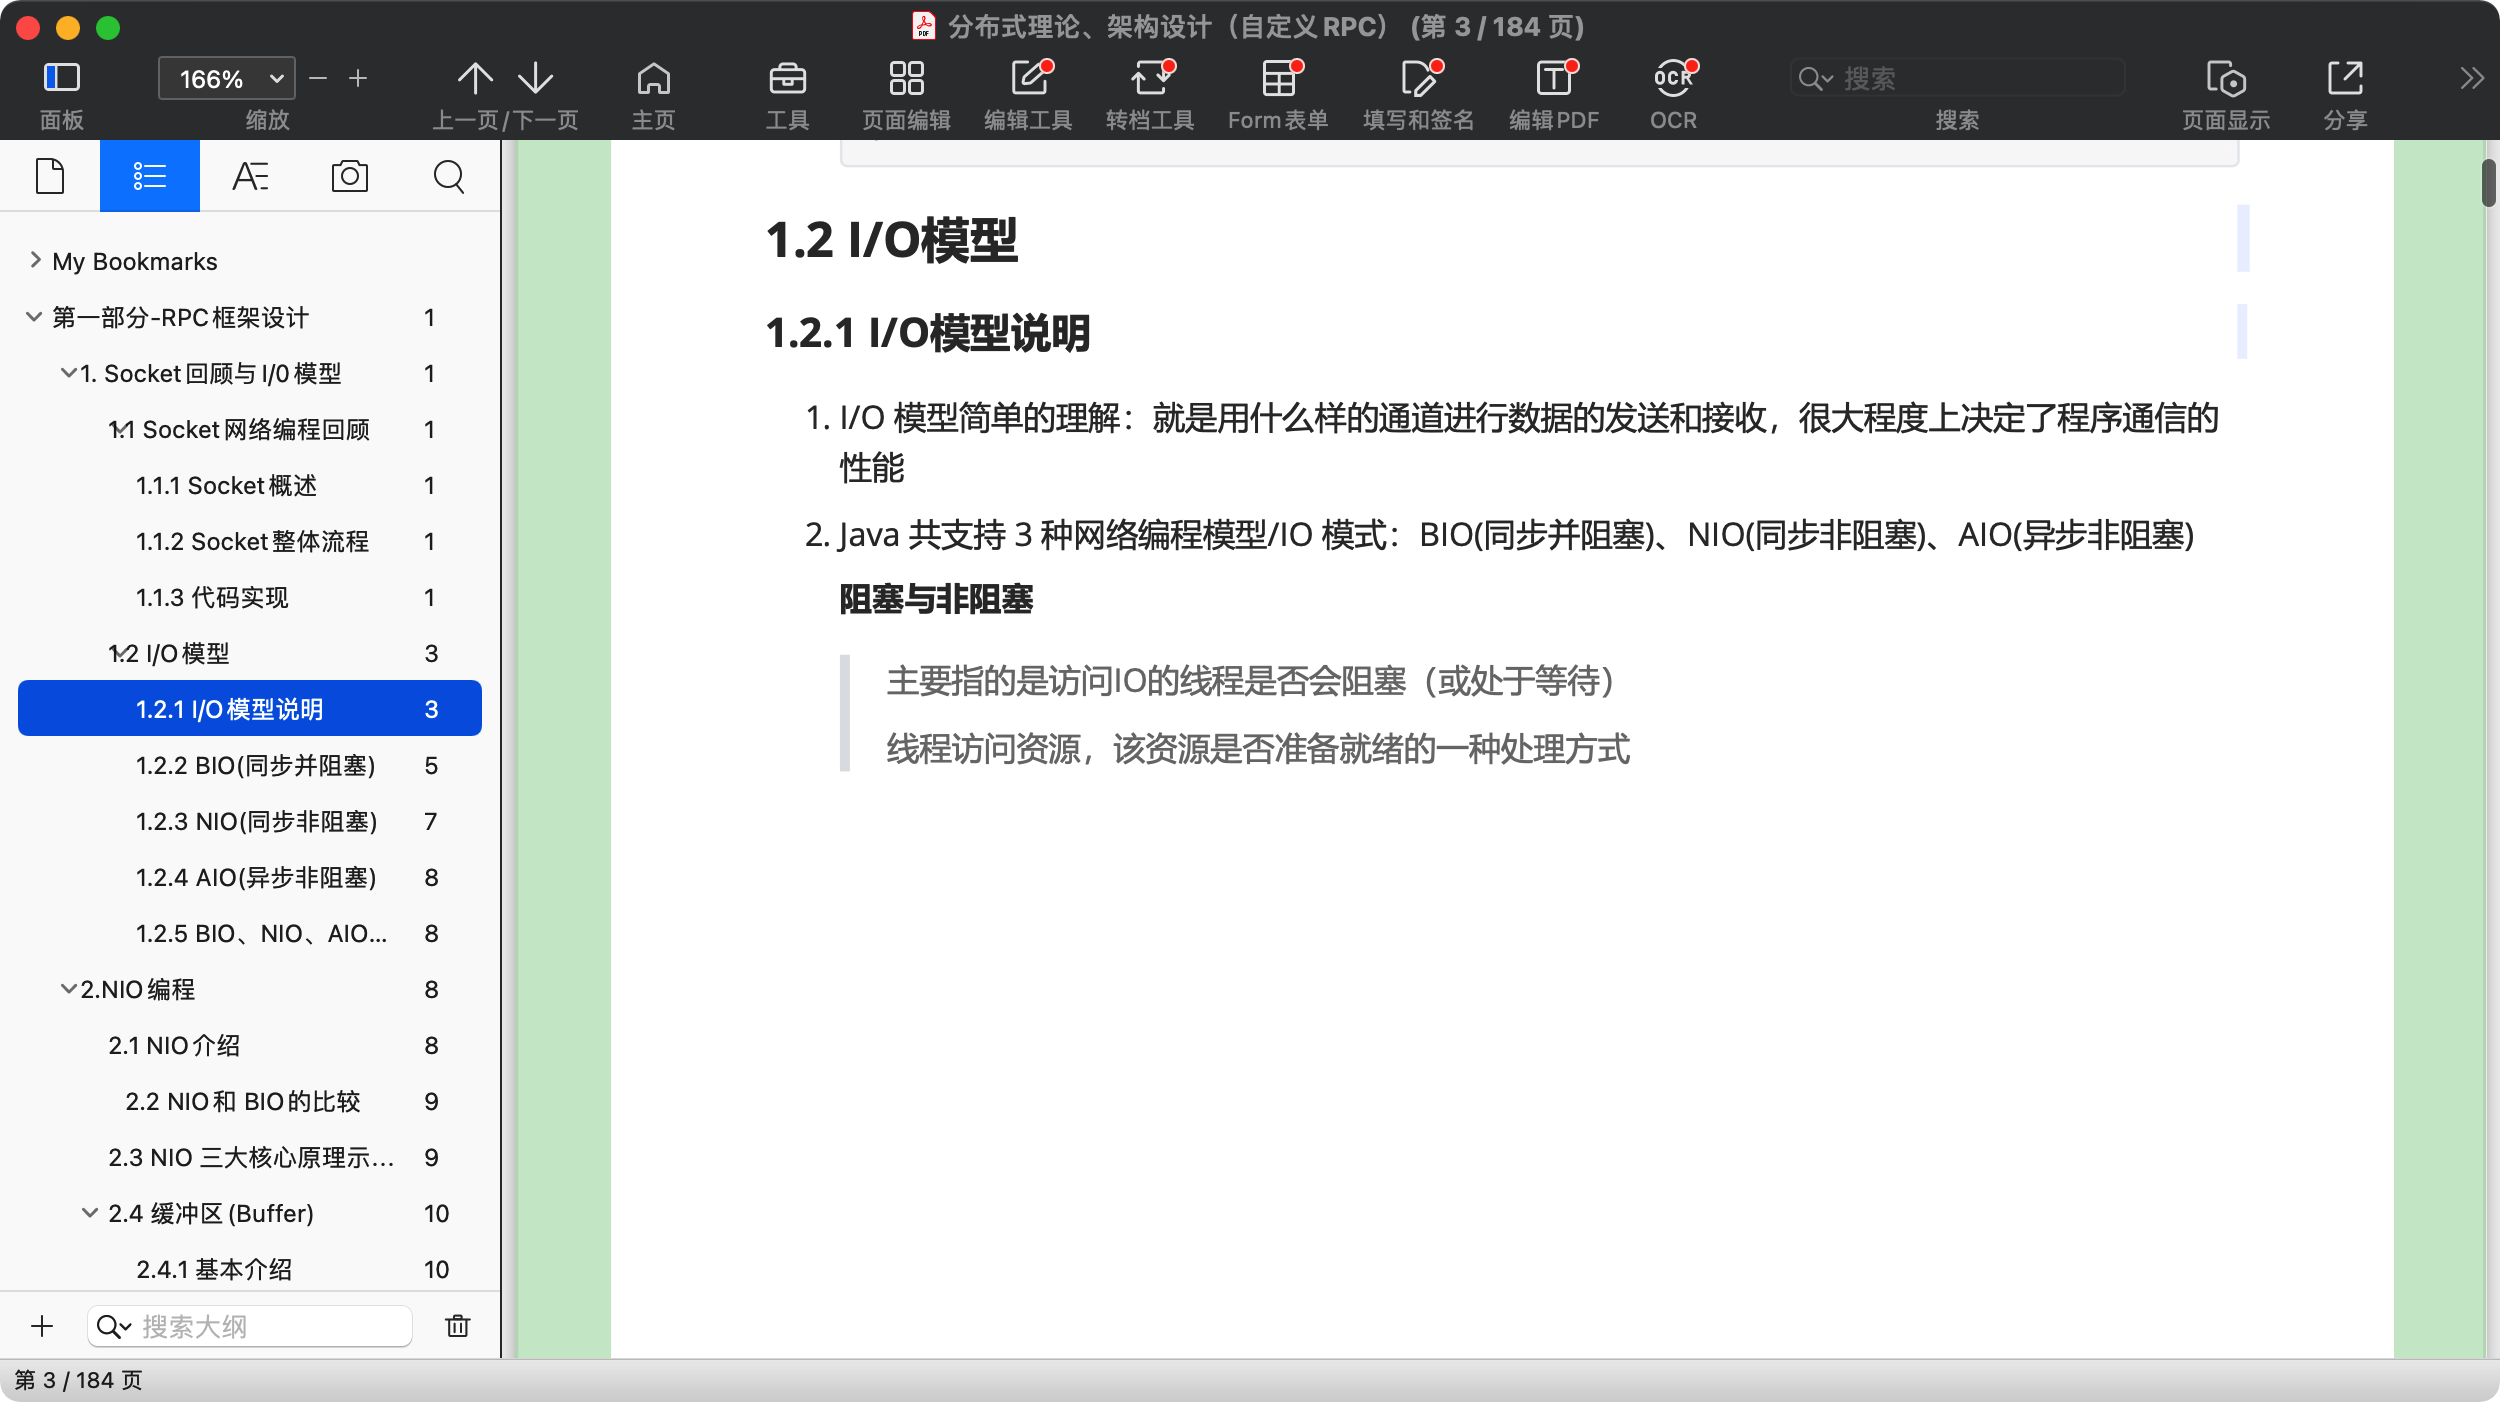 分布式理论、架构设计（自定义 RPC） (第 3 / 184 页)
166%
面板
缩放
上一页/下一页
主页
工具
页面编辑
编辑工具
转档工具
Form表单
填写和签名
编辑PDF
OCR
OCR
搜索
搜索
页面显示
分享
My Bookmarks
第一部分-RPC框架设计 1
1. Socket回顾与I/0模型 1
1.1 Socket网络编程回顾 1
1.1.1 Socket概述 1
1.1.2 Socket整体流程 1
1.1.3 代码实现 1
1.2 I/O模型 3
1.2.1 I/O模型说明 3
1.2.2 BIO(同步并阻塞) 5
1.2.3 NIO(同步非阻塞) 7
1.2.4 AIO(异步非阻塞) 8
1.2.5 BIO、NIO、AIO... 8
2.NIO编程 8
2.1 NIO介绍 8
2.2 NIO和 BIO的比较 9
2.3 NIO 三大核心原理示... 9
2.4 缓冲区(Buffer) 10
2.4.1 基本介绍 10
搜索大纲
第 3 / 184 页
1.2 I/O模型
1.2.1 I/O模型说明
1. I/O 模型简单的理解：就是用什么样的通道进行数据的发送和接收，很大程度上决定了程序通信的
性能
2. Java 共支持 3 种网络编程模型/IO 模式：BIO(同步并阻塞)、NIO(同步非阻塞)、AIO(异步非阻塞)
阻塞与非阻塞
主要指的是访问IO的线程是否会阻塞（或处于等待）
线程访问资源，该资源是否准备就绪的一种处理方式